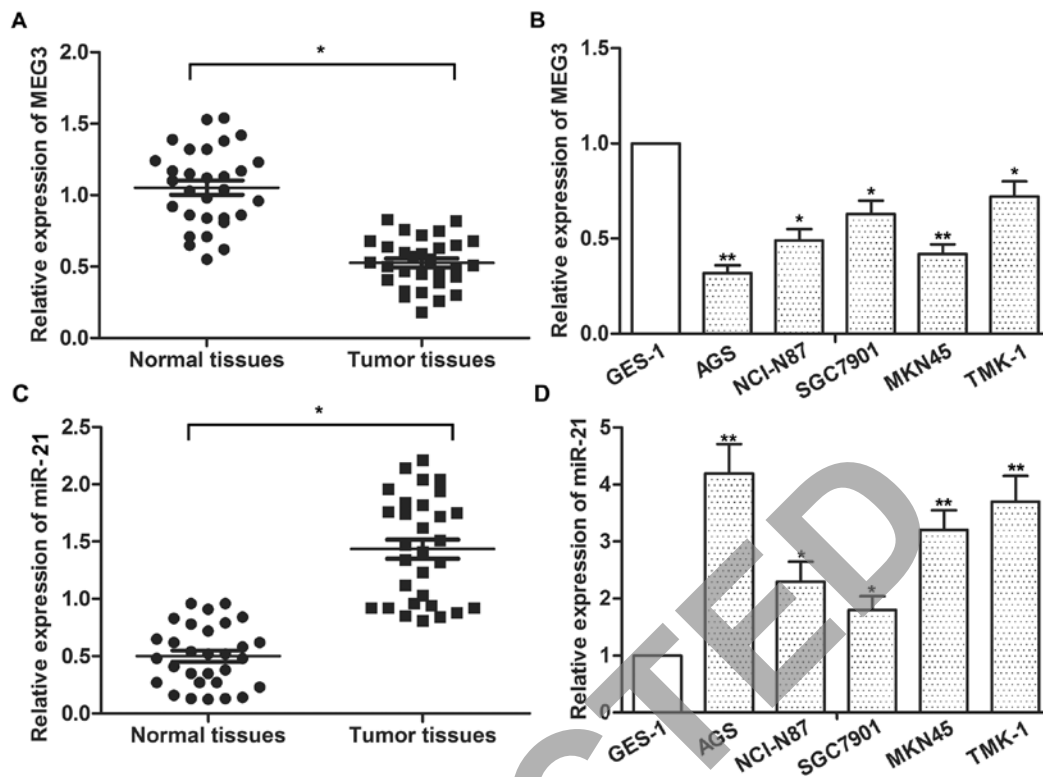 A
Relative expression of MEG3
2.0
1.5
1.0
0.5
0.0
*
Normal tissues
Tumor tissues
B
Relative expression of MEG3
1.5
1.0
0.5
0.0
**
*
*
**
*
GES-1
AGS
NCI-N87
SGC7901
MKN45
TMK-1
C
Relative expression of miR-21
2.5
2.0
1.5
1.0
0.5
0.0
*
Normal tissues
Tumor tissues
D
Relative expression of miR-21
5
4
3
2
1
0
**
*
*
**
**
GES-1
AGS
NCI-N87
SGC7901
MKN45
TMK-1
CTED